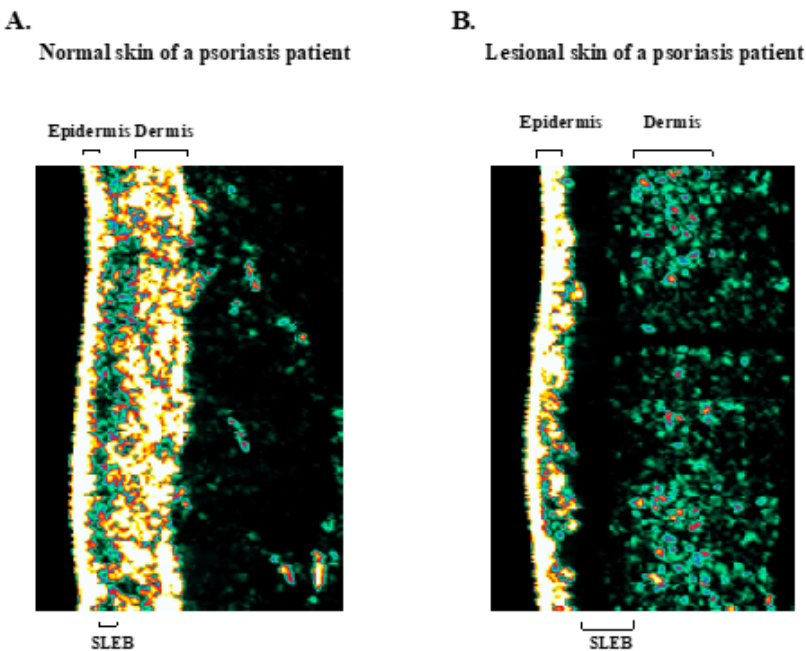 A.
Normal skin of a psoriasis patient
Epidermis Dermis
SLEB
B.
Lesional skin of a psoriasis patient
Epidermis Dermis
SLEB